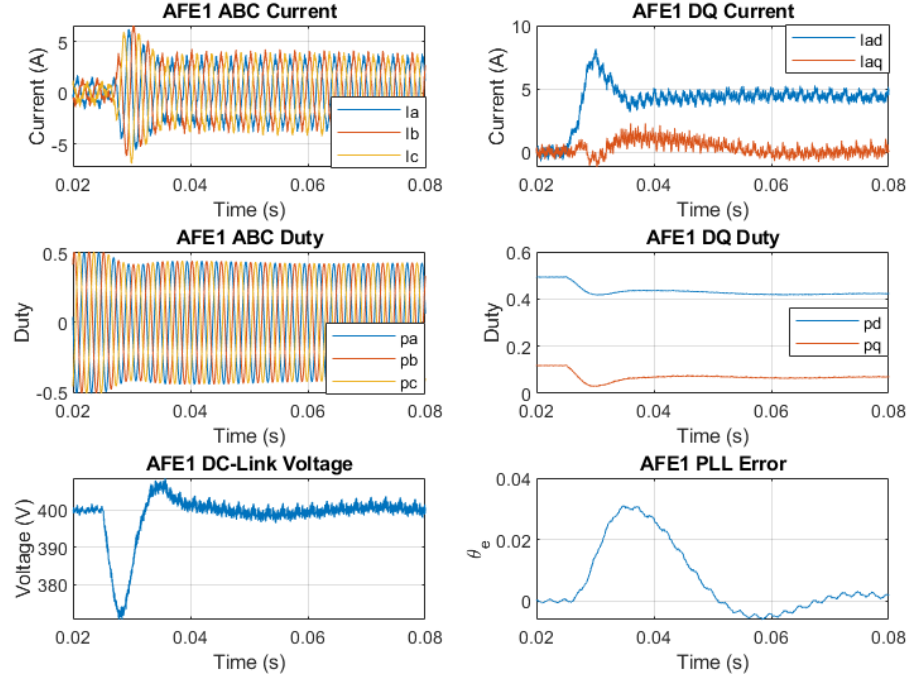 AFE1 ABC Current
Current (A)
5
0
-5
Ia
Ib
Ic
0.02 0.04 0.06 0.08
Time (s)
AFE1 DQ Current
Current (A)
10
5
0
Iad
Iaq
0.02 0.04 0.06 0.08
Time (s)
AFE1 ABC Duty
Duty
0.5
0
-0.5
pa
pb
pc
0.02 0.04 0.06 0.08
Time (s)
AFE1 DQ Duty
Duty
0.6
0.4
0.2
0
pd
pq
0.02 0.04 0.06 0.08
Time (s)
AFE1 DC-Link Voltage
Voltage (V)
400
390
380
0.02 0.04 0.06 0.08
Time (s)
AFE1 PLL Error
θe
0.04
0.02
0
0.02 0.04 0.06 0.08
Time (s)